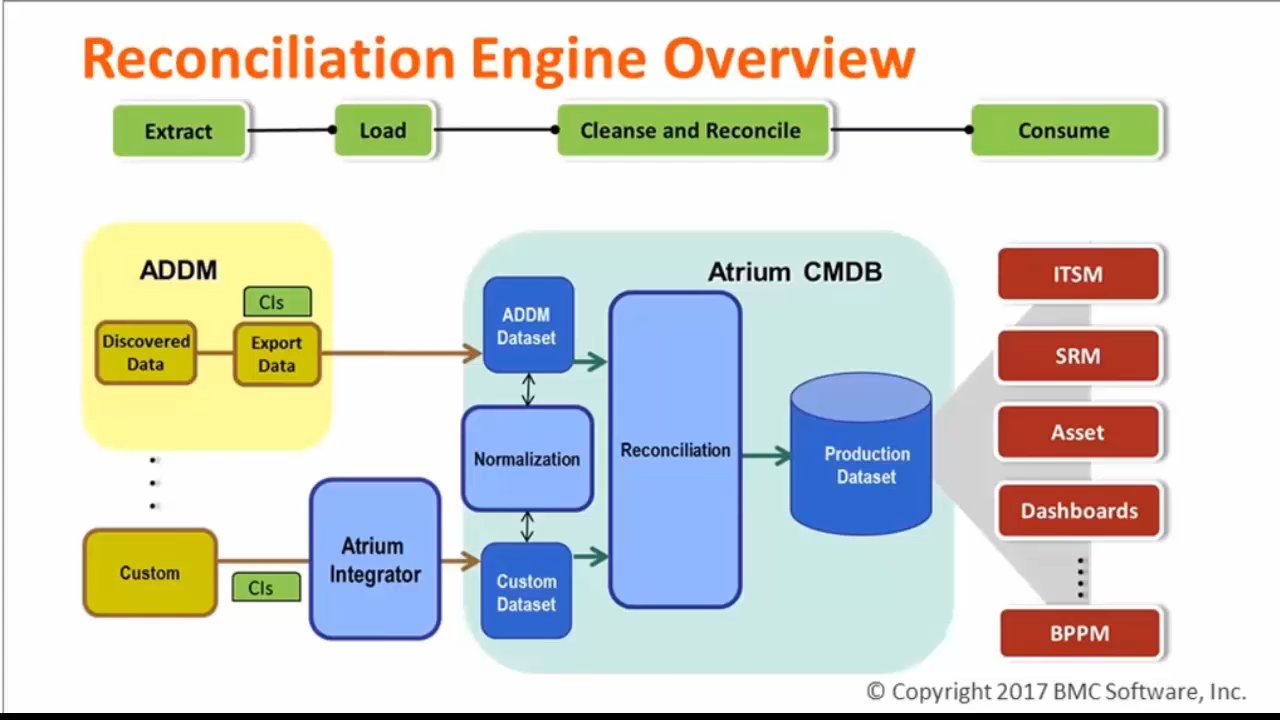 Reconciliation Engine Overview
Extract
Load
Cleanse and Reconcile
Consume
ADDM
CIs
Discovered
Data
Export
Data
Custom
CIs
Atrium
Integrator
Atrium CMDB
ADDM
Dataset
Normalization
Custom
Dataset
Reconciliation
Production
Dataset
ITSM
SRM
Asset
Dashboards
BPPM
© Copyright 2017 BMC Software, Inc.